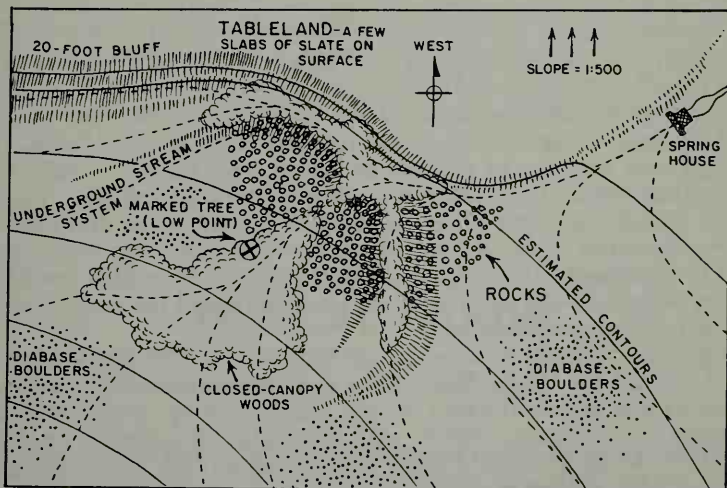 TABLELAND-A FEW
SLABS OF SLATE ON
SURFACE
20-FOOT BLUFF
WEST
SLOPE = 1:500
SPRING
HOUSE
UNDERGROUND STREAM
SYSTEM
MARKED TREE
(LOW POINT)
ROCKS
ESTIMATED CONTOURS
DIABASE
BOULDERS
CLOSED-CANOPY
WOODS
DIABASE
BOULDERS